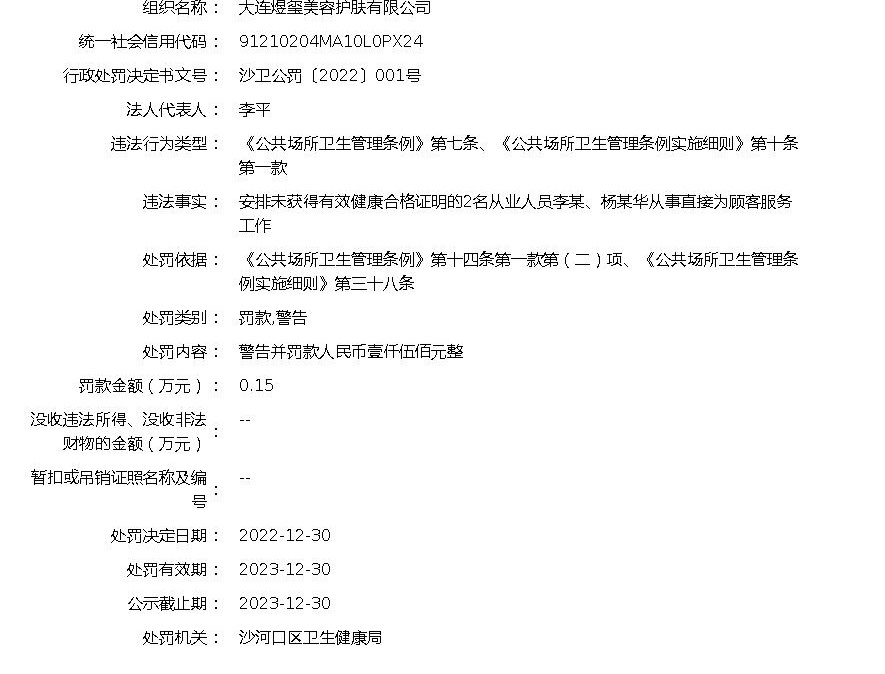 组织名称： 大连煜玺美容护肤有限公司
统一社会信用代码： 91210204MA10L0PX24
行政处罚决定书文号： 沙卫公罚〔2022〕001号
法人代表人： 李平
违法行为类型： 《公共场所卫生管理条例》第七条、《公共场所卫生管理条例实施细则》第十条
第一款
违法事实： 安排未获得有效健康合格证明的2名从业人员李某、杨某华从事直接为顾客服务
工作
处罚依据： 《公共场所卫生管理条例》第十四条第一款第（二）项、《公共场所卫生管理条
例实施细则》第三十八条
处罚类别： 罚款,警告
处罚内容： 警告并罚款人民币壹仟伍佰元整
罚款金额（万元）： 0.15
没收违法所得、没收非法
财物的金额（万元）： --
暂扣或吊销证照名称及编
号： --
处罚决定日期： 2022-12-30
处罚有效期： 2023-12-30
公示截止期： 2023-12-30
处罚机关： 沙河口区卫生健康局